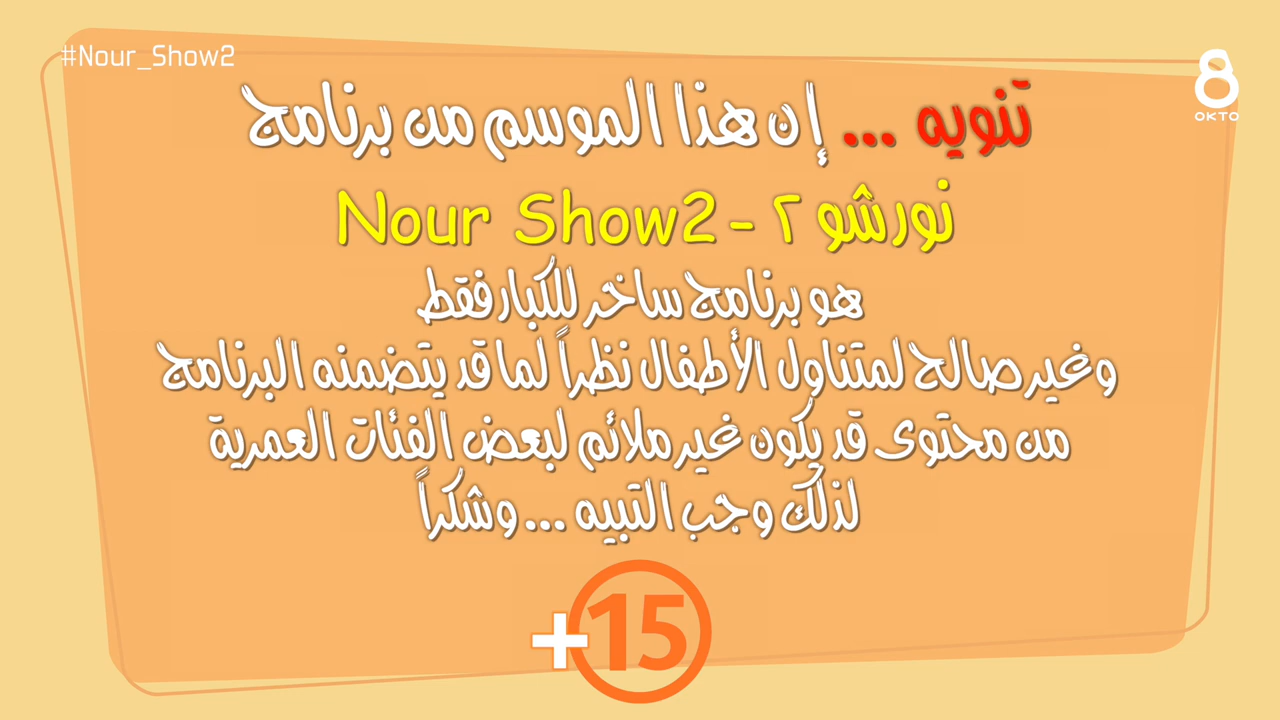 #Nour_Show2
8
OKTO
تنويه ... إن هذا الموسم من برنامج
نورشو ٢ - Nour Show2
هو برنامج ساخر للكبار فقط
وغير صالح لمتناول الأطفال نظراً لما قد يتضمنه البرنامج
من محتوى قد يكون غير ملائم لبعض الفئات العمرية
لذلك وجب التبيه ... وشكراً
+15